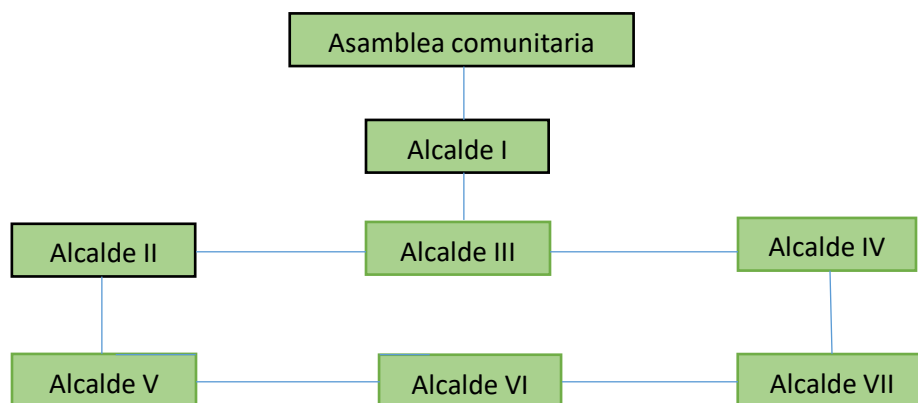 Asamblea comunitaria
Alcalde I
Alcalde II
Alcalde III
Alcalde IV
Alcalde V
Alcalde VI
Alcalde VII